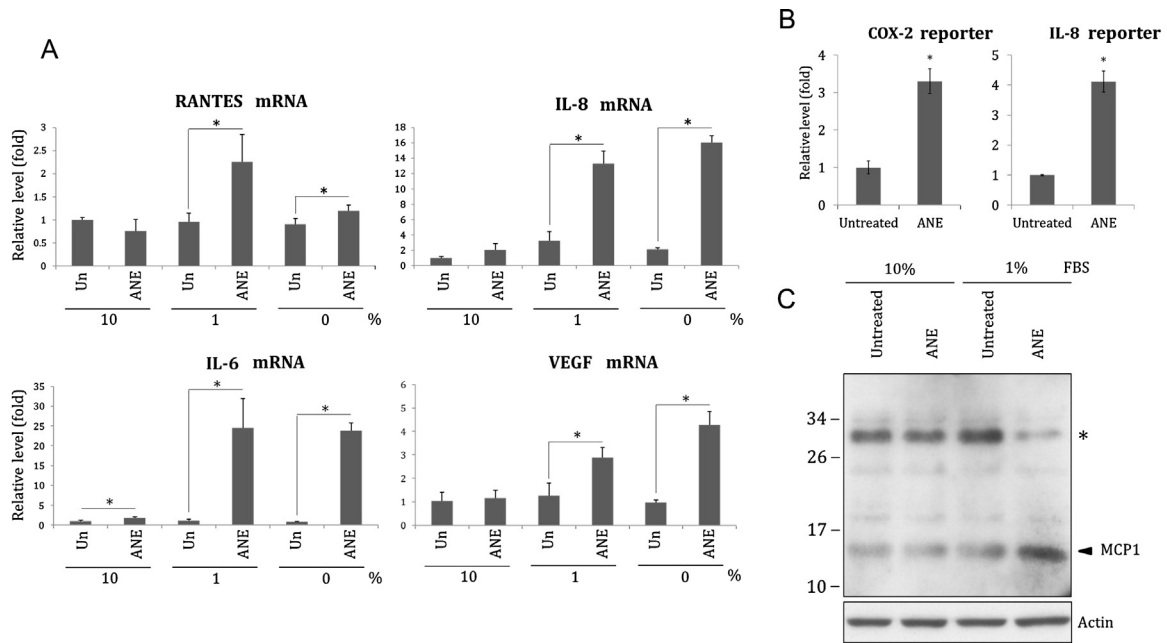 A
RANTES mRNA
Relative level (fold)
3
2.5
2
1.5
1
0.5
0
*
*
Un
ANE
Un
ANE
Un
ANE
10
1
0
%
IL-8 mRNA
18
16
14
12
10
8
6
4
2
0
*
*
Un
ANE
Un
ANE
Un
ANE
10
1
0
%
IL-6 mRNA
Relative level (fold)
35
30
25
20
15
10
5
0
*
*
*
Un
ANE
Un
ANE
Un
ANE
10
1
0
%
VEGF mRNA
6
5
4
3
2
1
0
*
*
Un
ANE
Un
ANE
Un
ANE
10
1
0
%
B
COX-2 reporter
Relative level (fold)
4
3
2
1
0
*
Untreated
ANE
IL-8 reporter
5
4
3
2
1
0
*
Untreated
ANE
C
10%
1%
FBS
Untreated
ANE
Untreated
ANE
34
26
17
10
*
MCP1
Actin